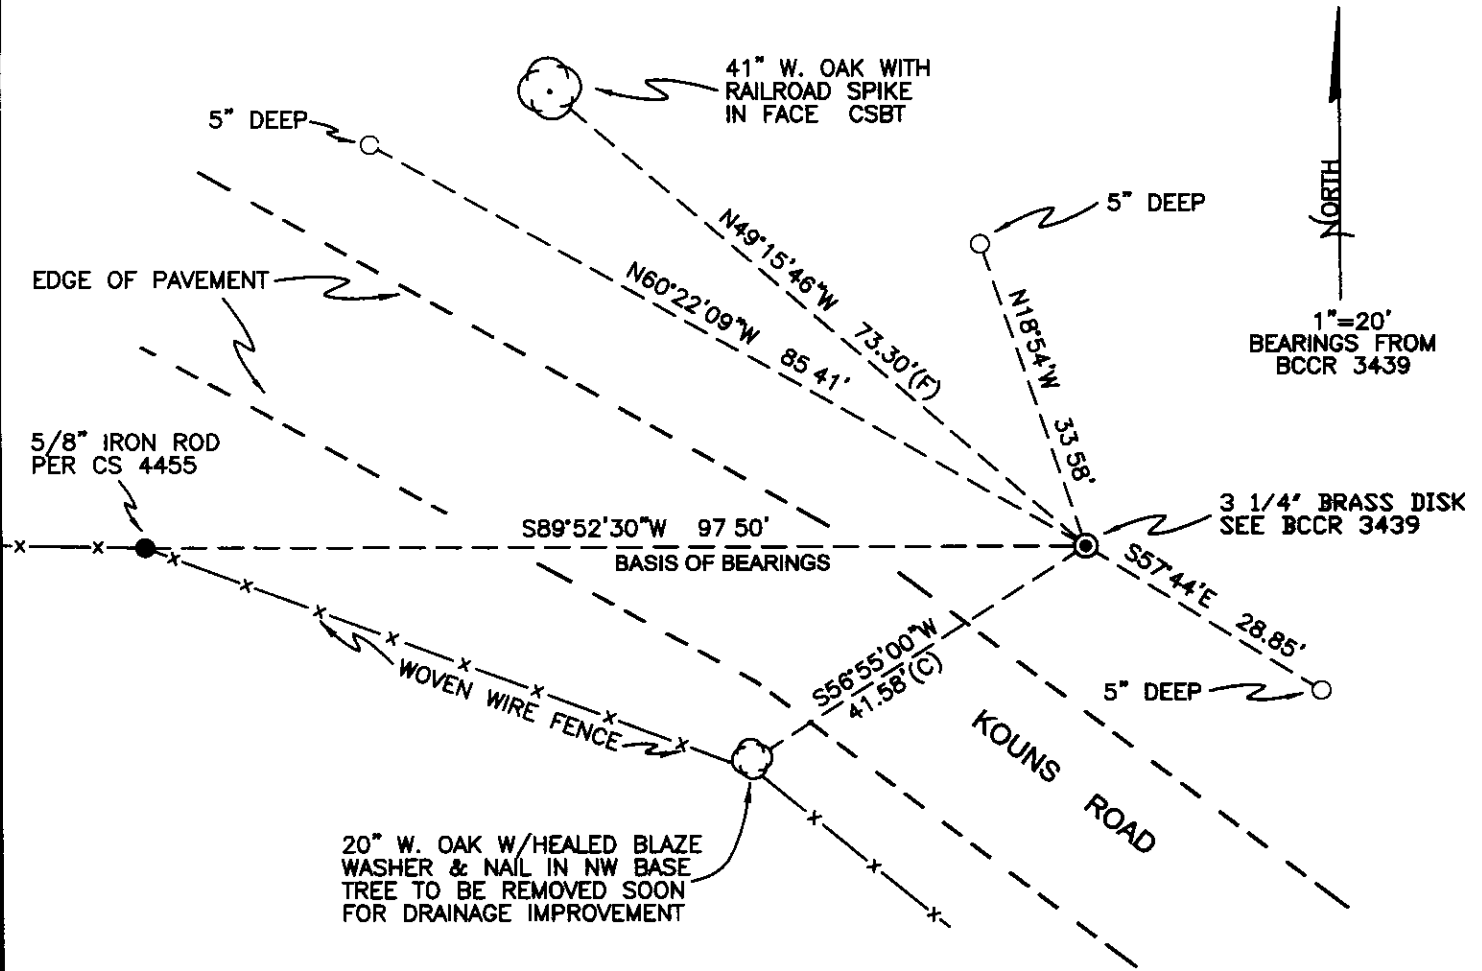 41" W. OAK WITH
RAILROAD SPIKE
IN FACE CSBT
5" DEEP
5" DEEP
NORTH
N49°15'46"W 73.30'(F)
N60°22'09"W 85 41'
N18°54'W 33 58'
EDGE OF PAVEMENT
1"=20'
BEARINGS FROM
BCCR 3439
5/8" IRON ROD
PER CS 4455
3 1/4" BRASS DISK
SEE BCCR 3439
S89°52'30"W 97 50'
BASIS OF BEARINGS
S57°44'E 28.85'
S56°55'00"W
41.58'(C)
WOVEN WIRE FENCE
5" DEEP
KOUNS ROAD
20" W. OAK W/HEALED BLAZE
WASHER & NAIL IN NW BASE
TREE TO BE REMOVED SOON
FOR DRAINAGE IMPROVEMENT